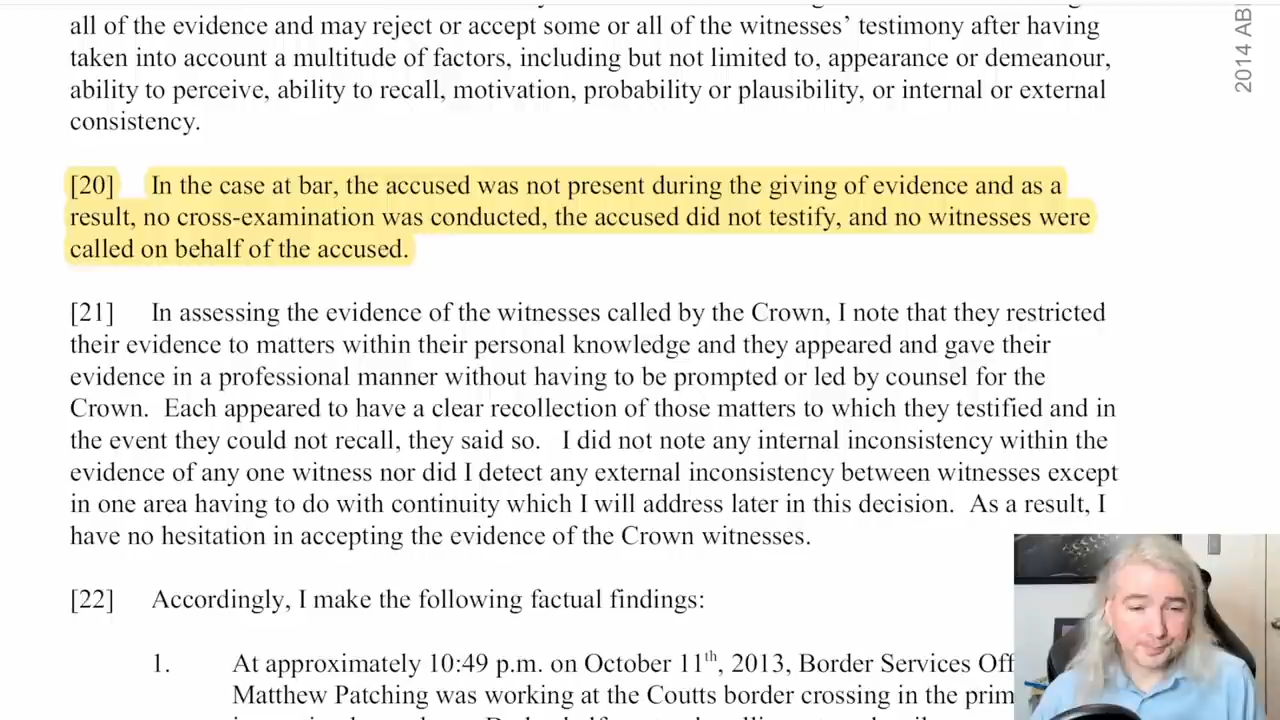 all of the evidence and may reject or accept some or all of the witnesses’ testimony after having
taken into account a multitude of factors, including but not limited to, appearance or demeanour,
ability to perceive, ability to recall, motivation, probability or plausibility, or internal or external
consistency.
[20] In the case at bar, the accused was not present during the giving of evidence and as a
result, no cross-examination was conducted, the accused did not testify, and no witnesses were
called on behalf of the accused.
[21] In assessing the evidence of the witnesses called by the Crown, I note that they restricted
their evidence to matters within their personal knowledge and they appeared and gave their
evidence in a professional manner without having to be prompted or led by counsel for the
Crown. Each appeared to have a clear recollection of those matters to which they testified and in
the event they could not recall, they said so. I did not note any internal inconsistency within the
evidence of any one witness nor did I detect any external inconsistency between witnesses except
in one area having to do with continuity which I will address later in this decision. As a result, I
have no hesitation in accepting the evidence of the Crown witnesses.
[22] Accordingly, I make the following factual findings:
1. At approximately 10:49 p.m. on October 11th, 2013, Border Services Off
Matthew Patching was working at the Coutts border crossing in the prim
2014 AB